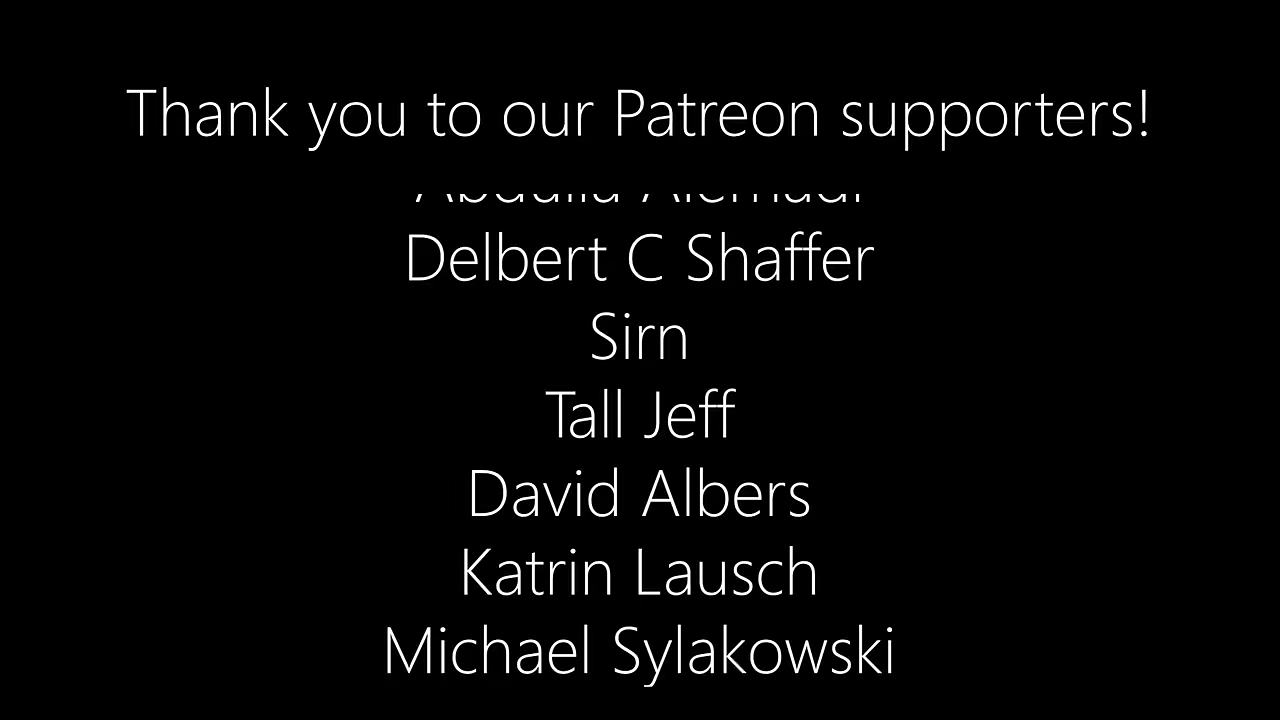 Thank you to our Patreon supporters!
Delbert C Shaffer
Sirn
Tall Jeff
David Albers
Katrin Lausch
Michael Sylakowski